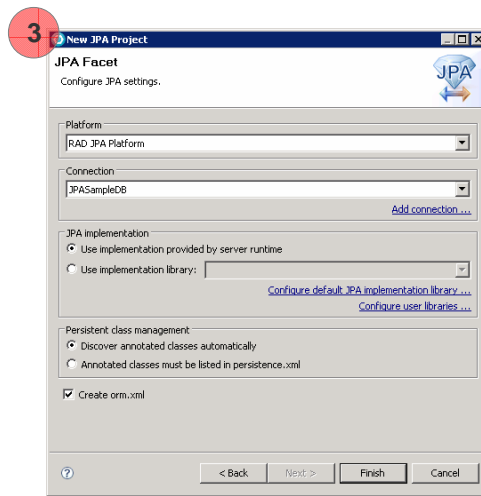 3
New JPA Project
JPA Facet
Configure JPA settings.
JPA
Platform
RAD JPA Platform
Connection
JPASampleDB
Add connection ...
JPA implementation
Use implementation provided by server runtime
Use implementation library:
Configure default JPA implementation library ...
Configure user libraries ...
Persistent class management
Discover annotated classes automatically
Annotated classes must be listed in persistence.xml
Create orm.xml
?
< Back Next > Finish Cancel